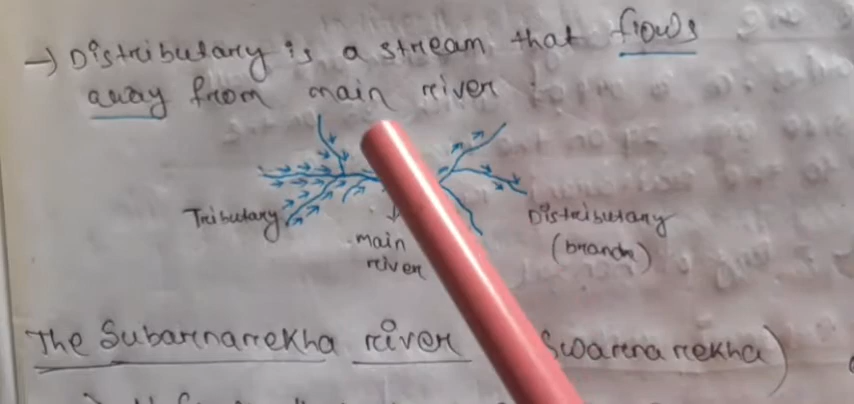 → Distributary is a stream that flows
away from main river.
Tributary
main
river
Distributary
(branch)
The Subarnarekha river Swarnarekha)